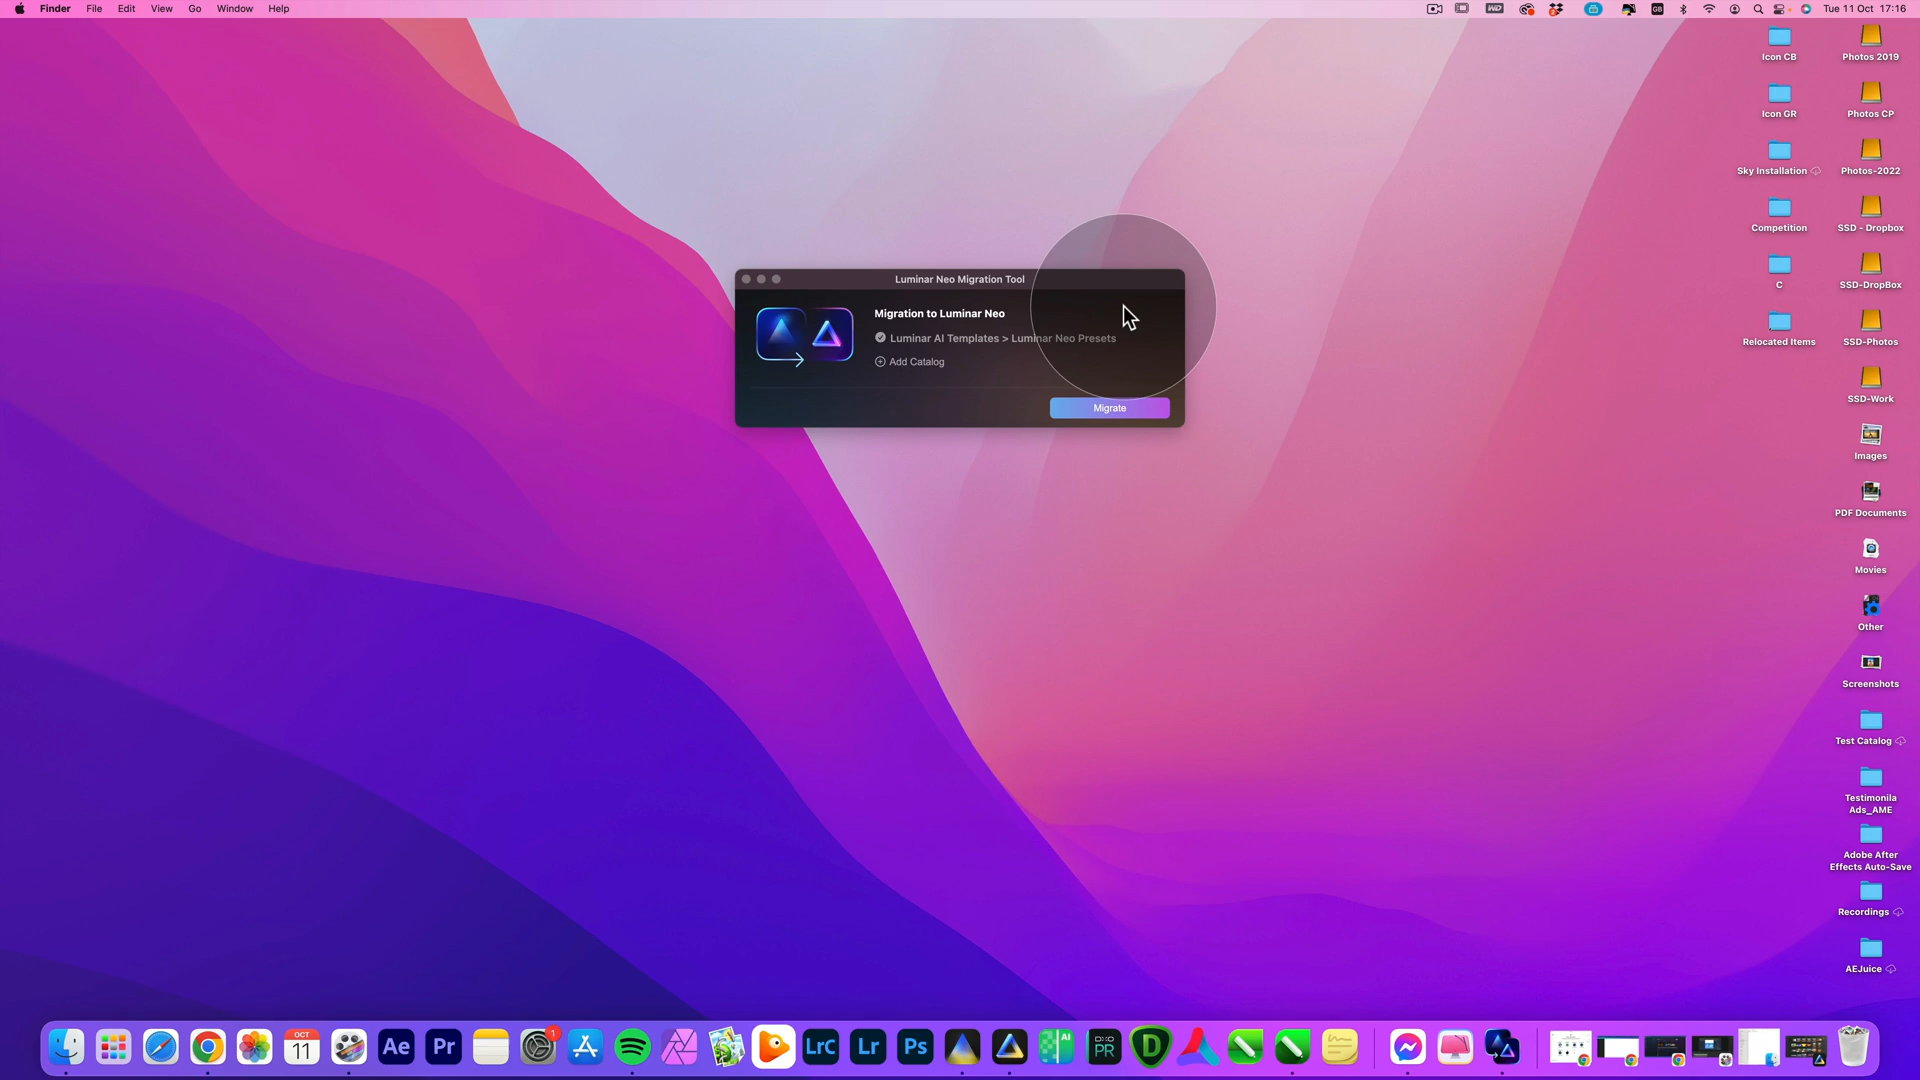 Finder File Edit View Go Window Help
Tue 11 Oct 17:16
Luminar Neo Migration Tool
Migration to Luminar Neo
Luminar AI Templates > Luminar Neo Presets
Add Catalog
Migrate
Icon CB
Photos 2019
Icon GR
Photos CP
Sky Installation
Photos-2022
Competition
SSD - Dropbox
C
SSD-DropBox
Relocated Items
SSD-Photos
SSD-Work
Images
PDF Documents
Movies
Other
Screenshots
Test Catalog
Testimonila
Ads_AME
Adobe After
Effects Auto-Save
Recordings
AEJuice
OCT
11
Ae
Pr
1
LrC
Lr
Ps
AI
PR
D